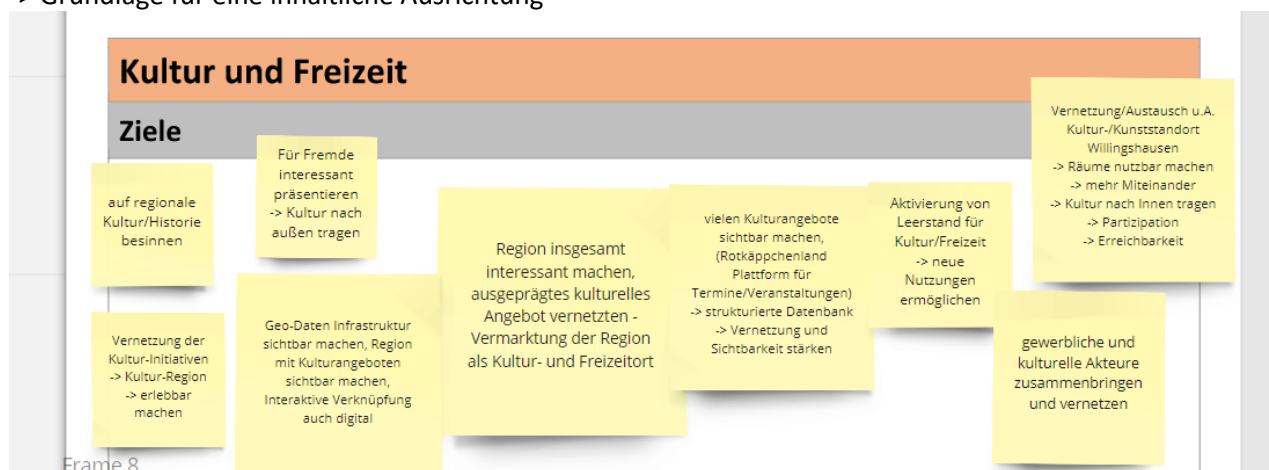 -> Grundlage für eine inhaltliche Ausrichtung
Kultur und Freizeit
Ziele
auf regionale
Kultur/Historie
besinnen
Für Fremde
interessant
präsentieren
-> Kultur nach
außen tragen
Vernetzung der
Kultur-Initiativen
-> Kultur-Region
-> erlebbar
machen
Geo-Daten Infrastruktur
sichtbar machen, Region
mit Kulturangeboten
sichtbar machen,
Interaktive Verknüpfung
auch digital
Region insgesamt
interessant machen,
ausgeprägtes kulturelles
Angebot vernetzten -
Vermarktung der Region
als Kultur- und Freizeitort
vielen Kulturangebote
sichtbar machen,
(Rotkäppchenland
Plattform für
Termine/Veranstaltungen)
-> strukturierte Datenbank
-> Vernetzung und
Sichtbarkeit stärken
Aktivierung von
Leerstand für
Kultur/Freizeit
-> neue
Nutzungen
ermöglichen
Vernetzung/Austausch u.A.
Kultur-/Kunststandort
Willingshausen
-> Räume nutzbar machen
-> mehr Miteinander
-> Kultur nach Innen tragen
-> Partizipation
-> Erreichbarkeit
gewerbliche und
kulturelle Akteure
zusammenbringen
und vernetzen
Frame 8